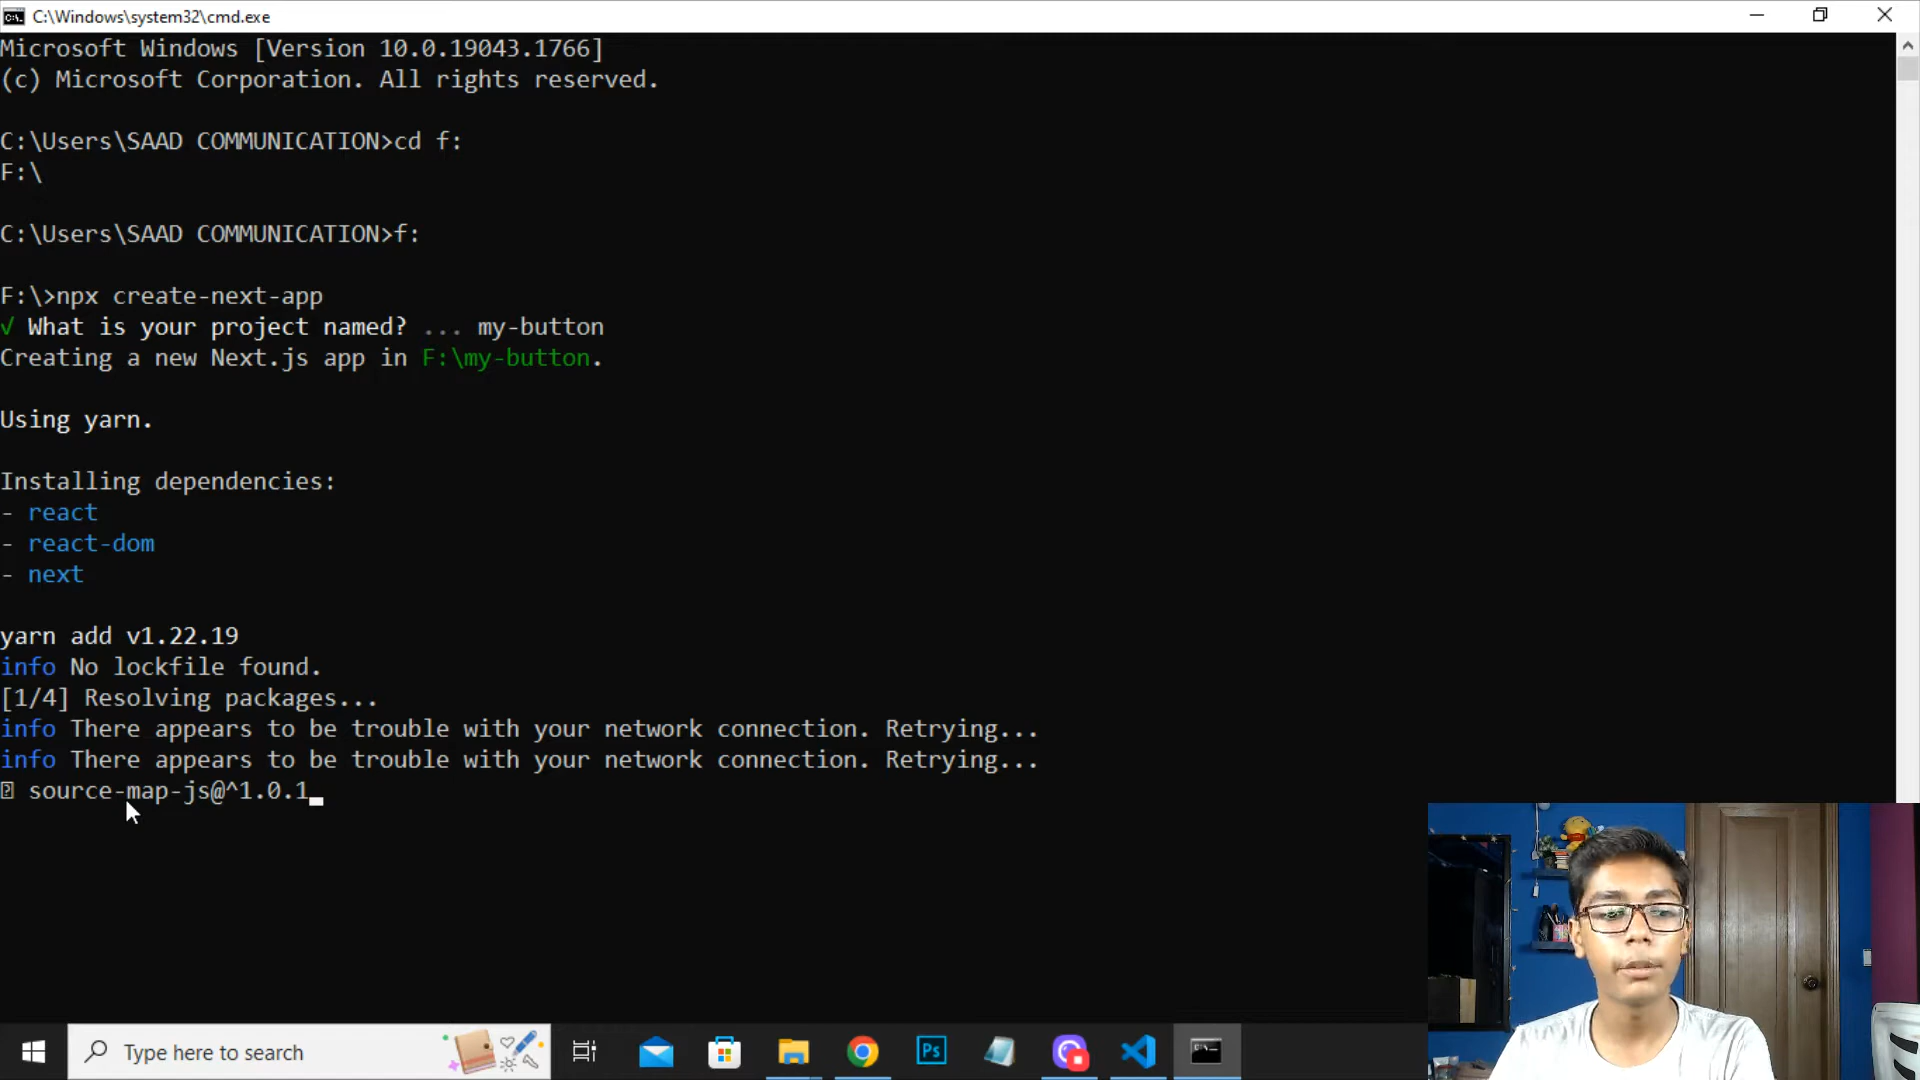 C:\Windows\system32\cmd.exe
Microsoft Windows [Version 10.0.19043.1766]
(c) Microsoft Corporation. All rights reserved.
C:\Users\SAAD COMMUNICATION>cd f:
F:\
C:\Users\SAAD COMMUNICATION>f:
F:\>npx create-next-app
√ What is your project named? ... my-button
Creating a new Next.js app in F:\my-button.
Using yarn.
Installing dependencies:
- react
- react-dom
- next
yarn add v1.22.19
info No lockfile found.
[1/4] Resolving packages...
info There appears to be trouble with your network connection. Retrying...
info There appears to be trouble with your network connection. Retrying...
⍰ source-map-js@^1.0.1
Type here to search
Ps